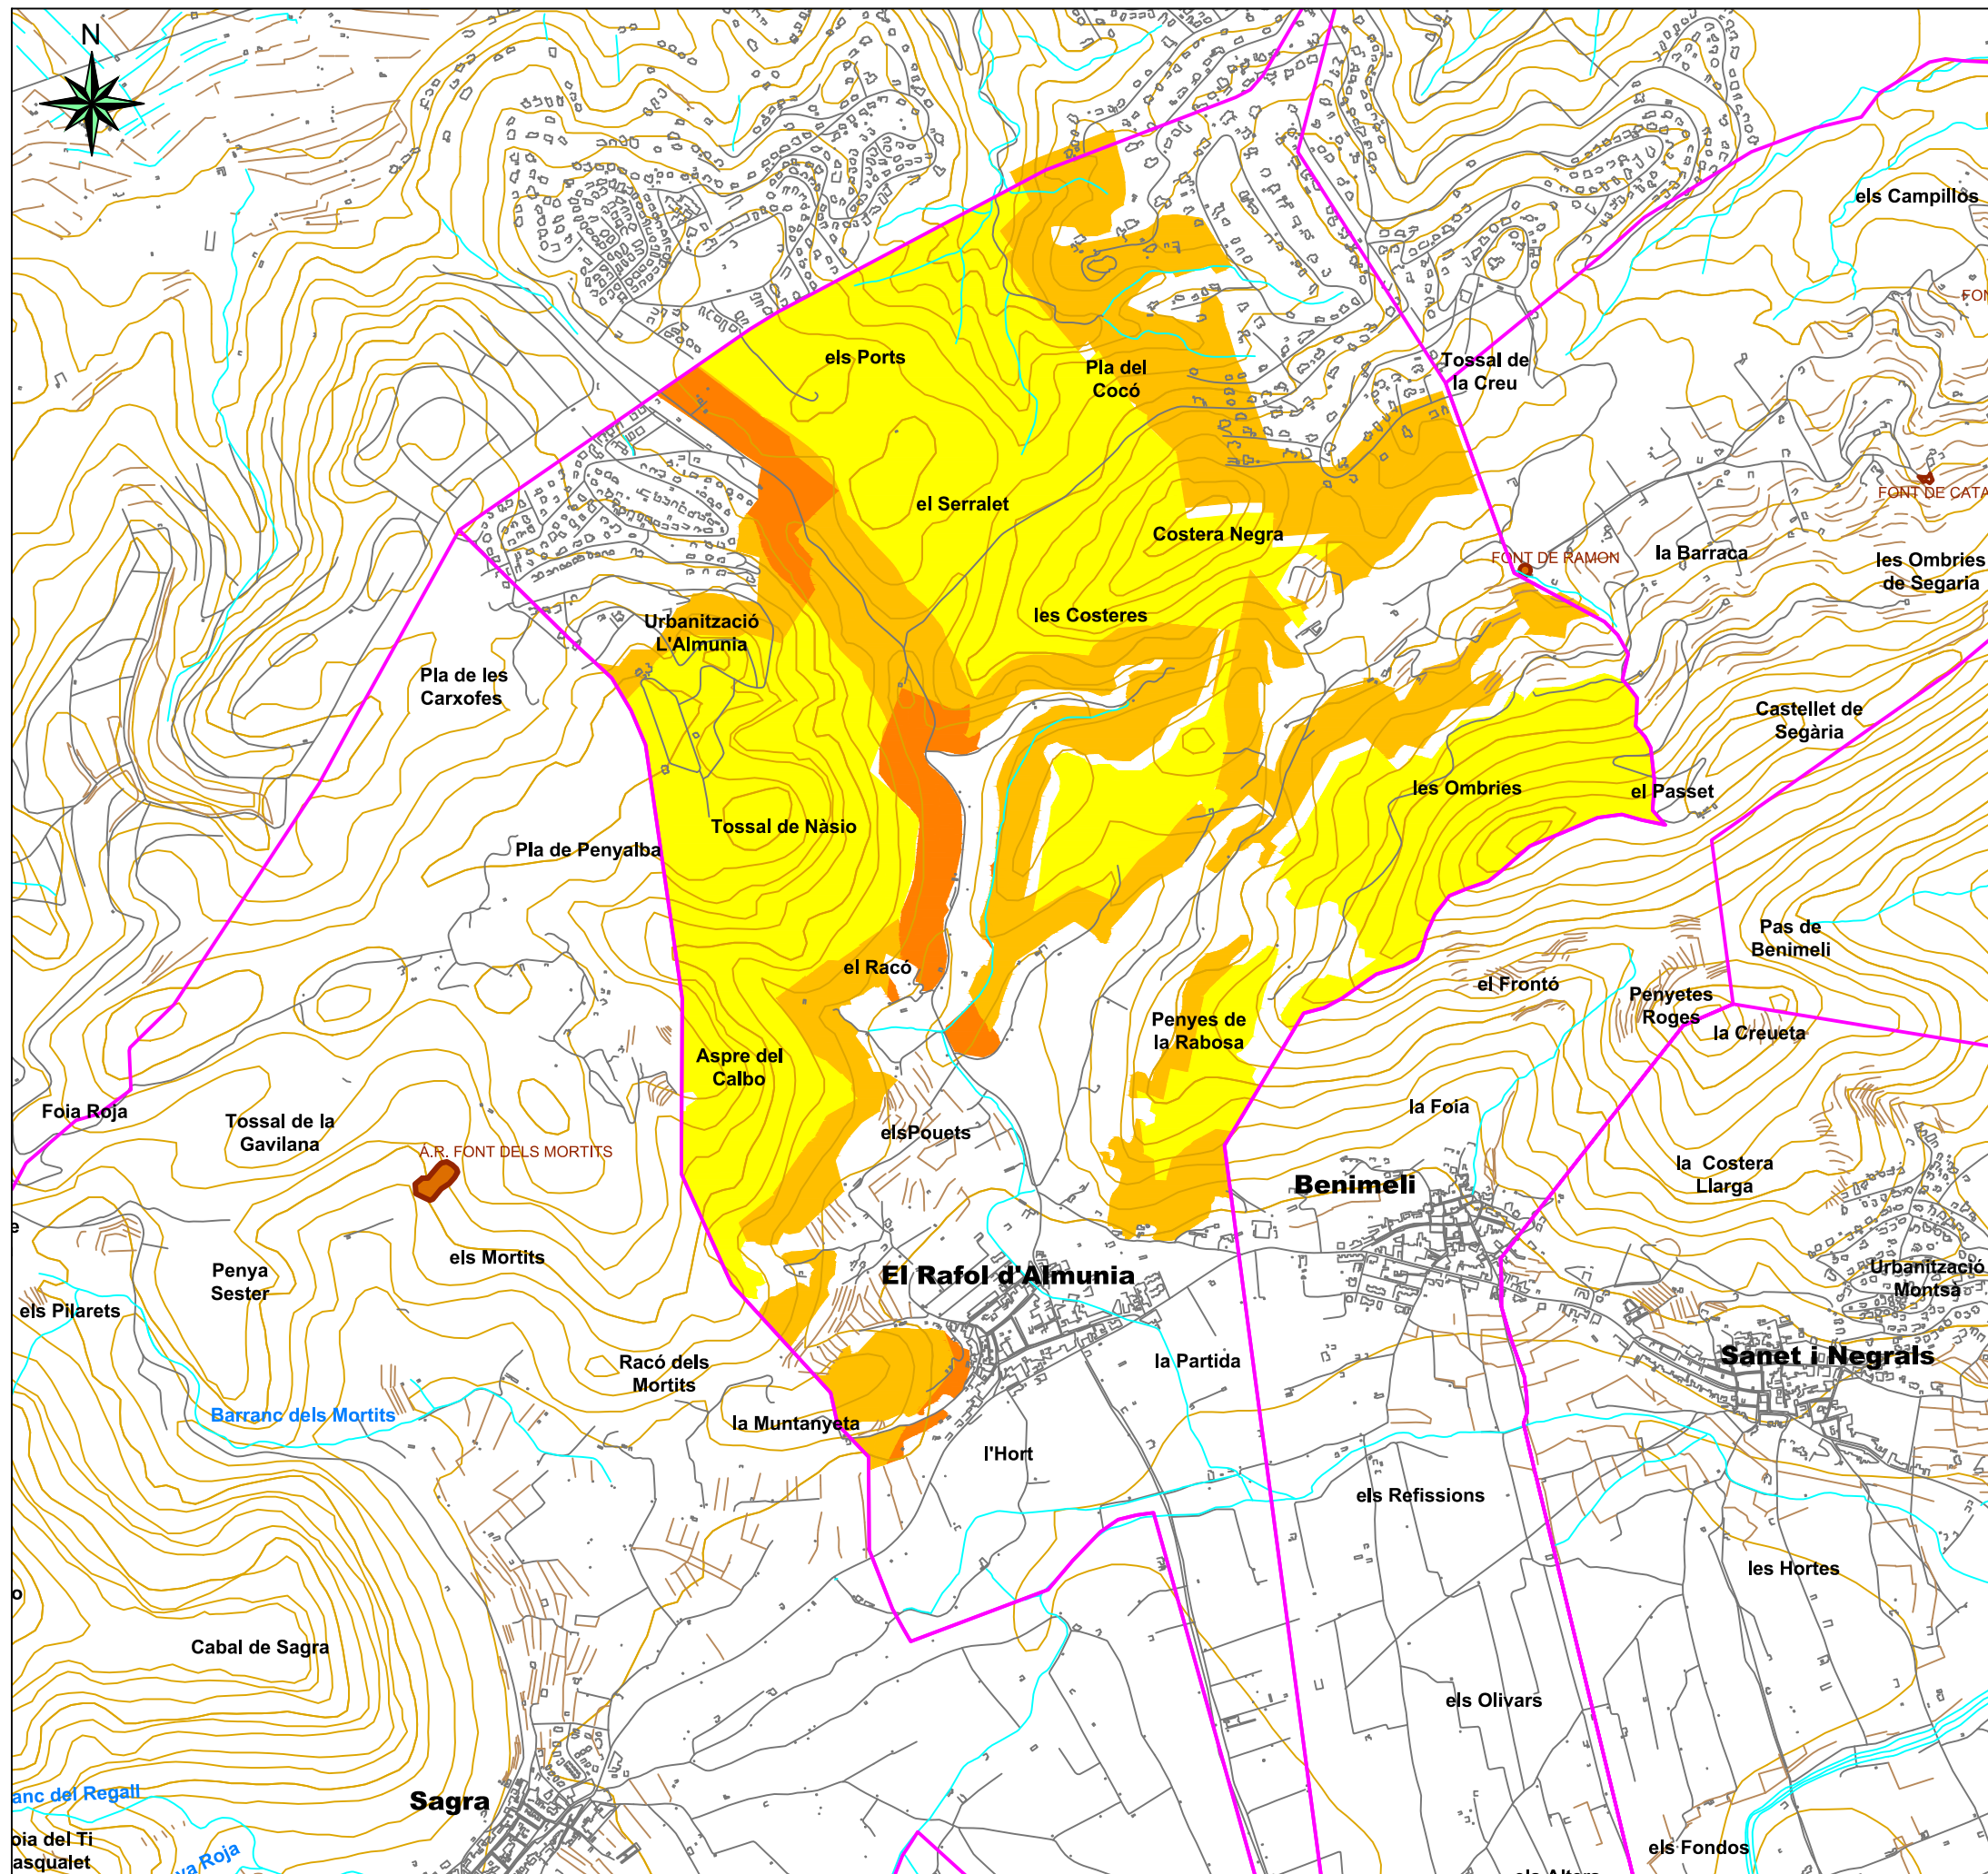 N
els Campillos
els Ports
Pla del
Cocó
Tossal de
la Creu
el Serralet
FONT DE CATA
Costera Negra
FONT DE RAMON
la Barraca
les Ombries
de Segaria
les Costeres
Urbanització
L'Almunia
Pla de les
Carxofes
Castellet de
Segària
les Ombries
el Passet
Tossal de Nàsio
Pla de Penyalba
Pas de
Benimeli
el Racó
el Frontó
Penyetes
Roges
la Creueta
Penyes de
la Rabosa
Aspre del
Calbo
Foia Roja
Tossal de la
Gavilana
la Foia
elsPouets
A.R. FONT DELS MORTITS
la Costera
Llarga
Benimeli
els Mortits
Penya
Sester
El Rafol d'Almunia
Urbanització
Montsà
els Pilarets
Racó dels
Mortits
la Partida
Sanet i Negrals
Barranc dels Mortits
la Muntanyeta
l'Hort
els Refissions
les Hortes
Cabal de Sagra
els Olivars
anc del Regall
Sagra
oia del Ti
asqualet
va Roja
els Fondos